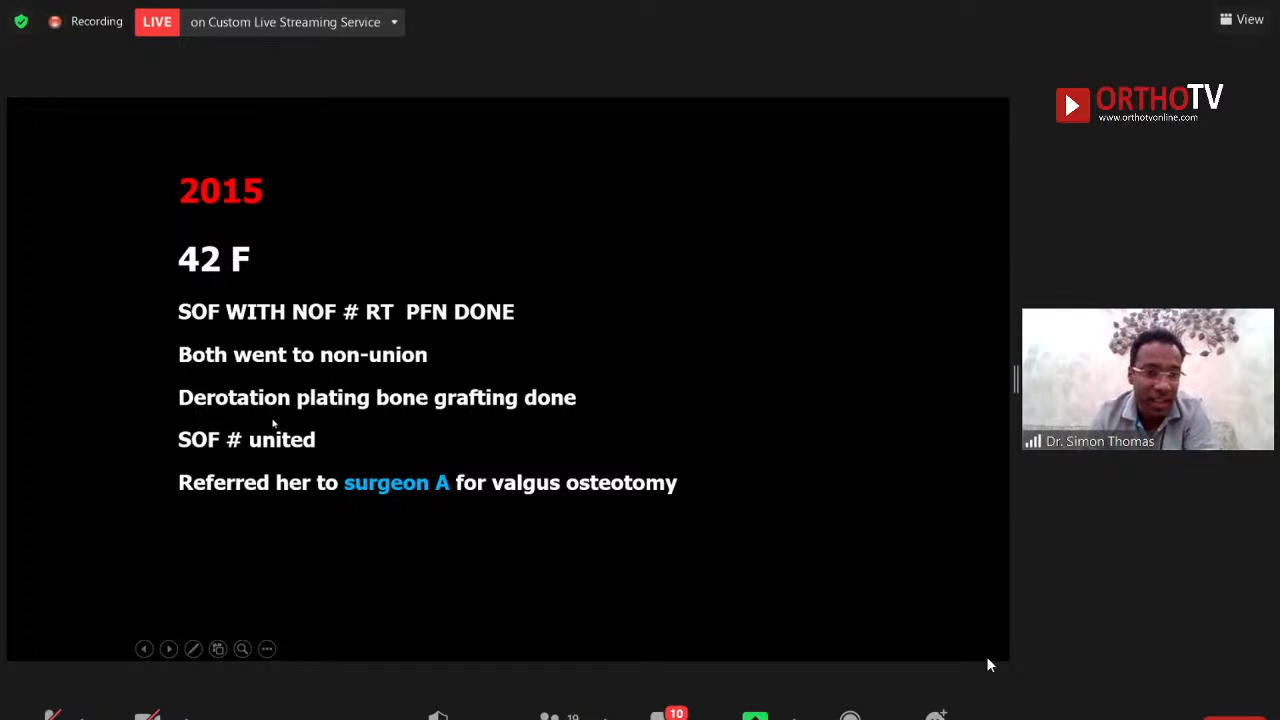 Recording
LIVE on Custom Live Streaming Service
View
ORTHOTV
www.orthotvonline.com
2015
42 F
SOF WITH NOF # RT PFN DONE
Both went to non-union
Derotation plating bone grafting done
SOF # united
Referred her to surgeon A for valgus osteotomy
Dr. Simon Thomas
19
10